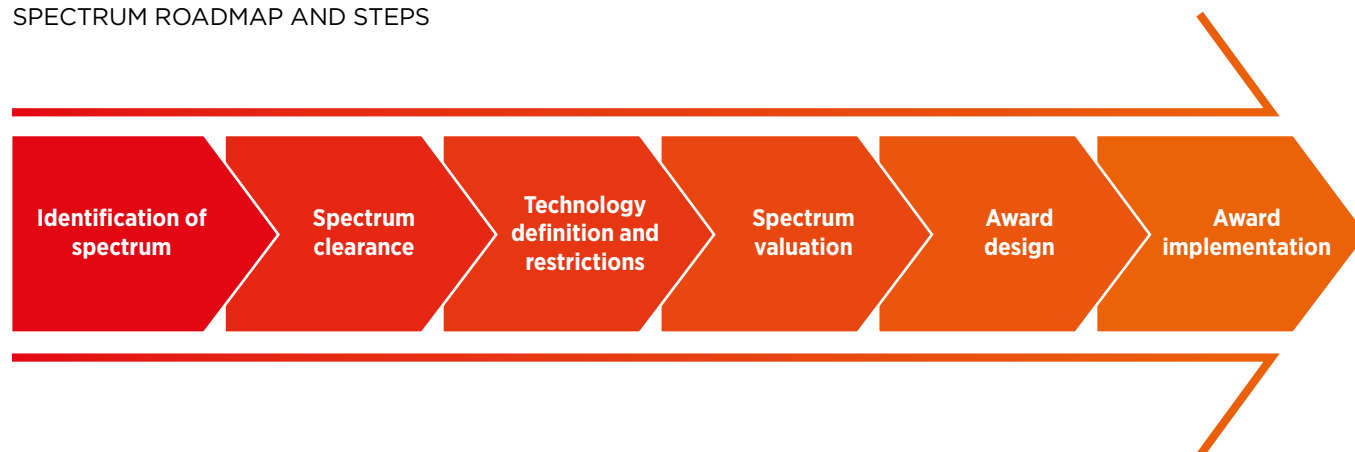 SPECTRUM ROADMAP AND STEPS
Identification of
spectrum
Spectrum
clearance
Technology
definition and
restrictions
Spectrum
valuation
Award
design
Award
implementation